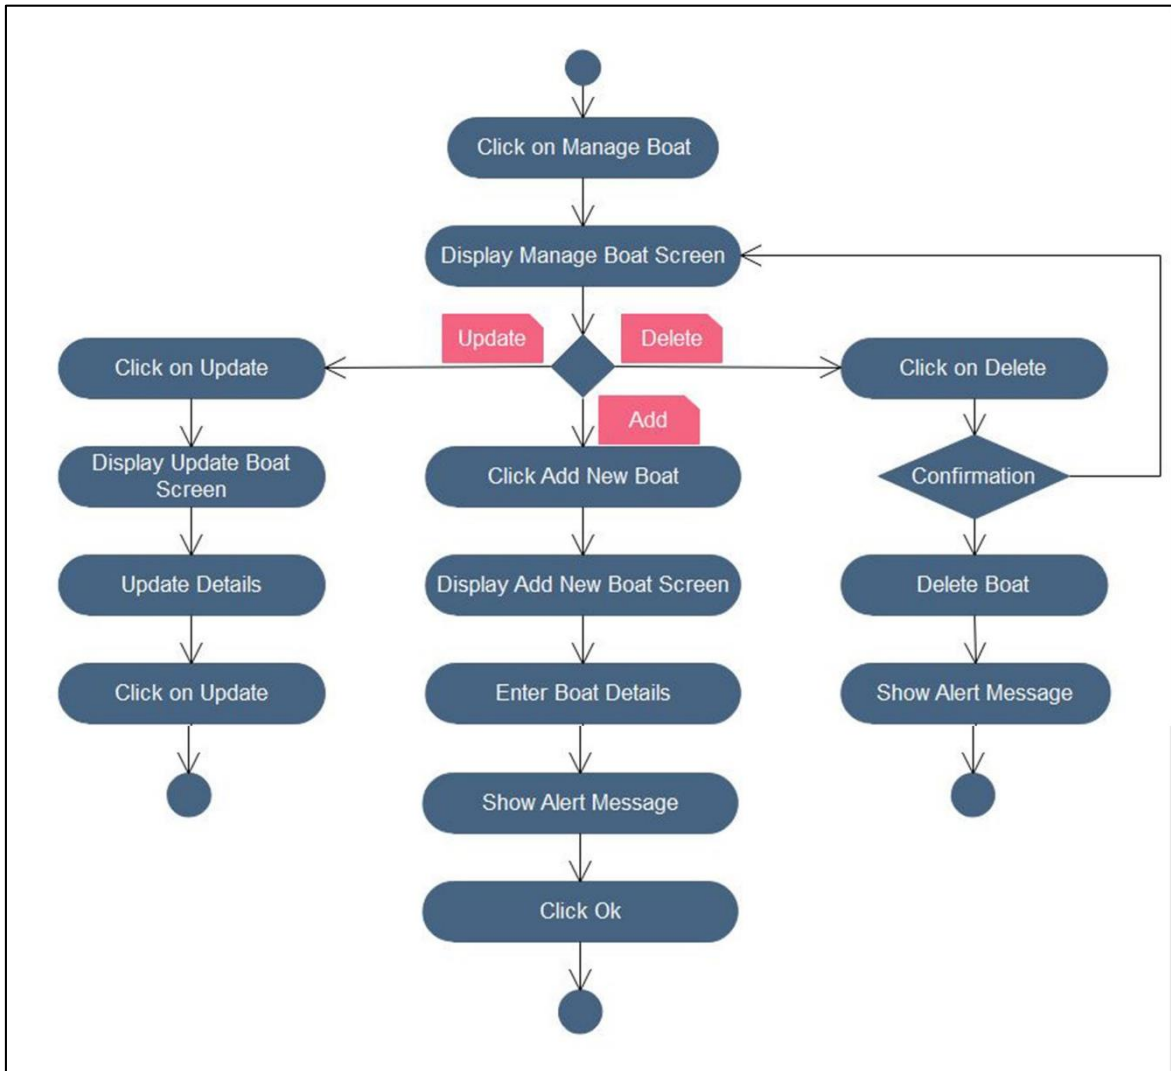 Click on Manage Boat
Display Manage Boat Screen
Update
Delete
Click on Update
Click on Delete
Add
Display Update Boat
Screen
Click Add New Boat
Confirmation
Update Details
Display Add New Boat Screen
Delete Boat
Click on Update
Enter Boat Details
Show Alert Message
Show Alert Message
Click Ok